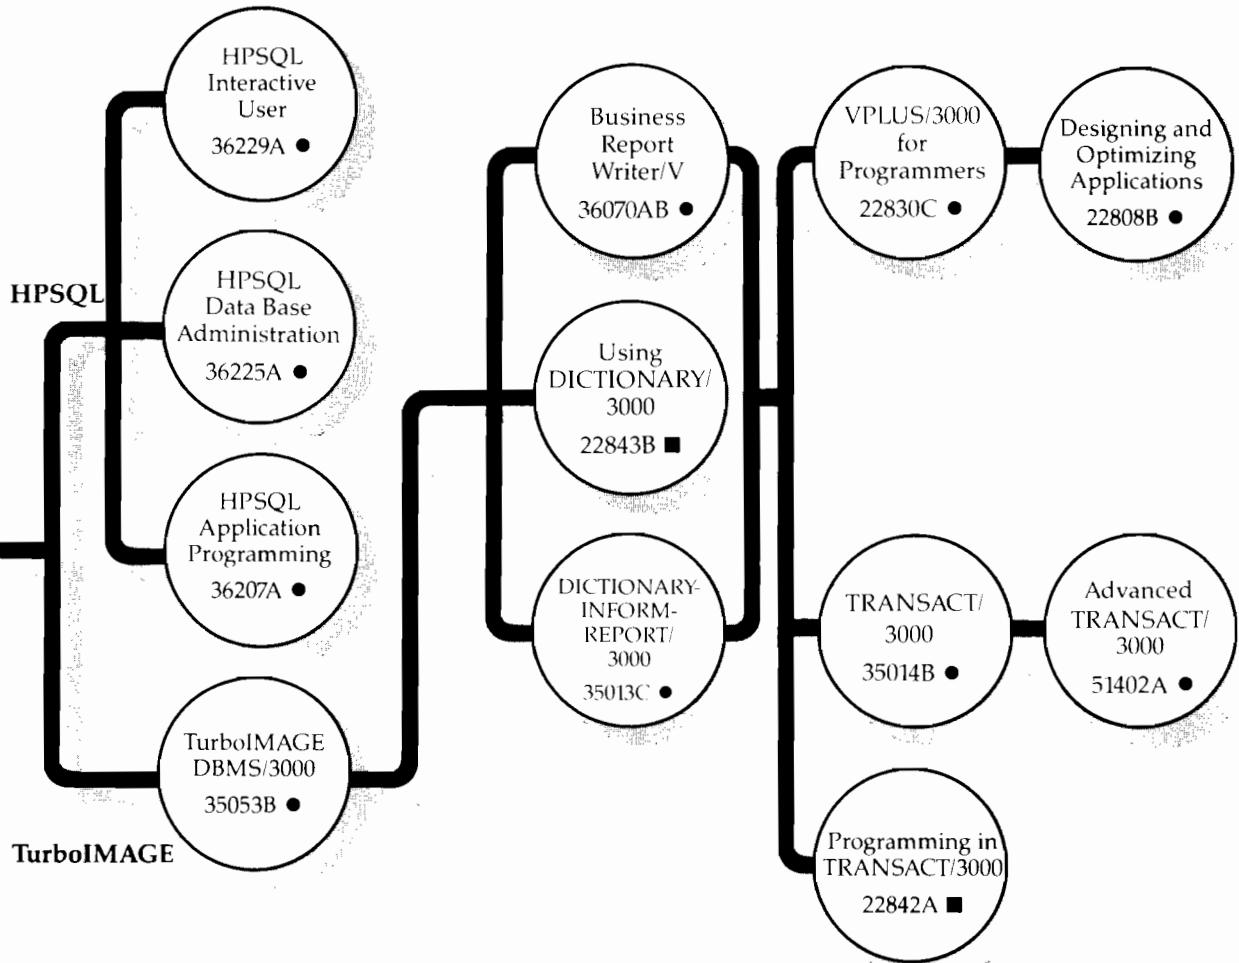 HPSQL
HPSQL
Interactive
User
36229A ●
HPSQL
Data Base
Administration
36225A ●
HPSQL
Application
Programming
36207A ●
TurboIMAGE
TurboIMAGE
DBMS/3000
35053B ●
Business
Report
Writer/V
36070AB ●
Using
DICTIONARY/
3000
22843B ■
DICTIONARY-
INFORM-
REPORT/
3000
35013C ●
VPLUS/3000
for
Programmers
22830C ●
Designing and
Optimizing
Applications
22808B ●
TRANSACT/
3000
35014B ●
Advanced
TRANSACT/
3000
51402A ●
Programming in
TRANSACT/3000
22842A ■